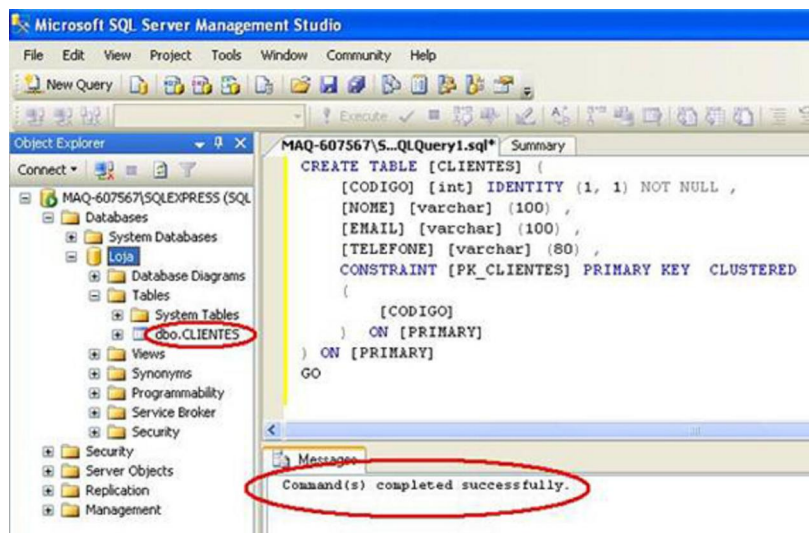 Microsoft SQL Server Management Studio
File Edit View Project Tools Window Community Help
New Query
Execute
Object Explorer
Connect
MAQ-607567\SQLEXPRESS (SQL
Databases
System Databases
Loja
Database Diagrams
Tables
System Tables
dbo.CLIENTES
Views
Synonyms
Programmability
Service Broker
Security
Security
Server Objects
Replication
Management
MAQ-607567\S...QLQuery1.sql* Summary
CREATE TABLE [CLIENTES] (
[CODIGO] [int] IDENTITY (1, 1) NOT NULL ,
[NOME] [varchar] (100) ,
[EMAIL] [varchar] (100) ,
[TELEFONE] [varchar] (80) ,
CONSTRAINT [PK_CLIENTES] PRIMARY KEY CLUSTERED
(
[CODIGO]
) ON [PRIMARY]
) ON [PRIMARY]
GO
Messages
Command(s) completed successfully.